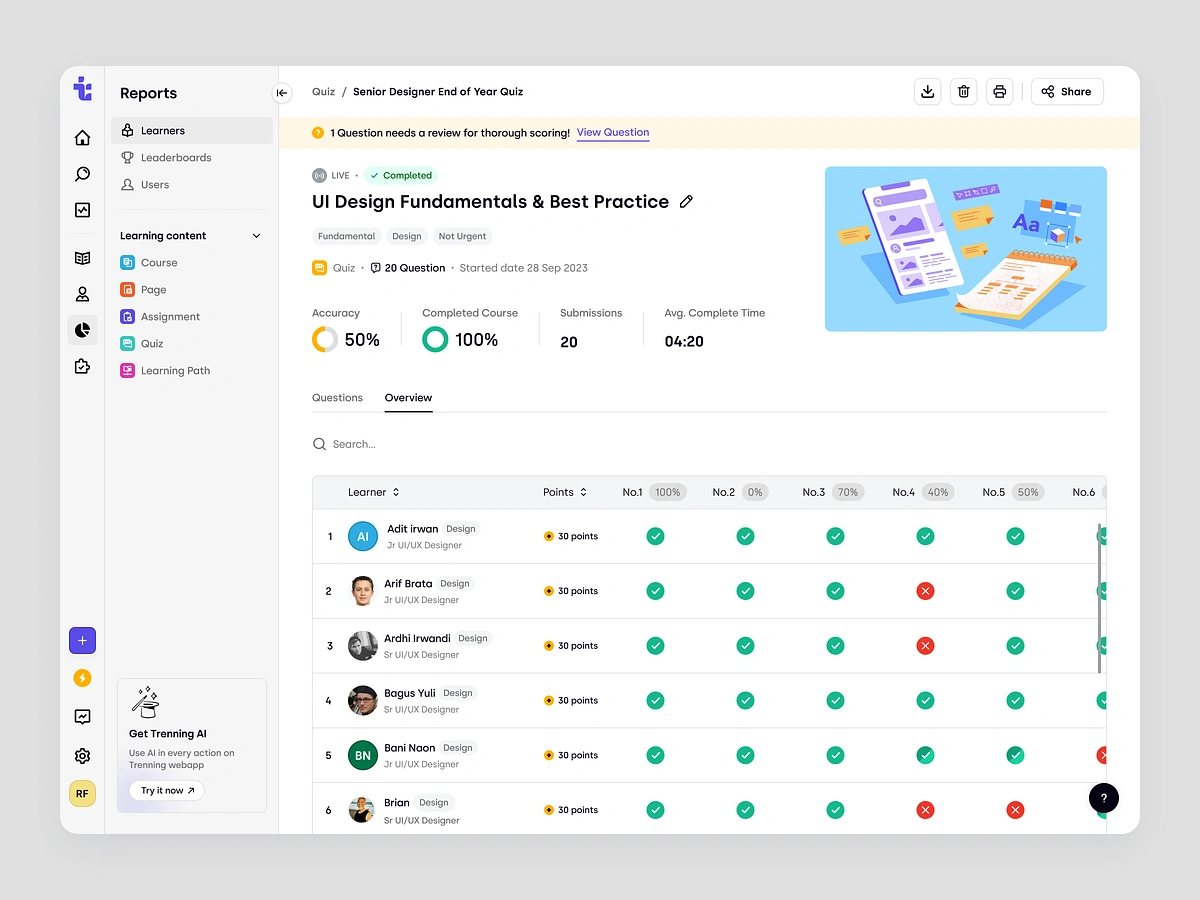 Reports
Learners
Leaderboards
Users
Learning content
Course
Page
Assignment
Quiz
Learning Path
Get Trenning AI
Use AI in every action on
Trenning webapp
Try it now
RF
Quiz / Senior Designer End of Year Quiz
Share
1 Question needs a review for thorough scoring! View Question
LIVE • Completed
UI Design Fundamentals & Best Practice
Fundamental Design Not Urgent
Quiz • 20 Question • Started date 28 Sep 2023
Accuracy Completed Course Submissions Avg. Complete Time
50% 100% 20 04:20
Aa
Questions Overview
Search...
Learner Points No.1 100% No.2 0% No.3 70% No.4 40% No.5 50% No.6
1 AI Adit irwan Design 30 points
Jr UI/UX Designer
2 Arif Brata Design 30 points
Jr UI/UX Designer
3 Ardhi Irwandi Design 30 points
Sr UI/UX Designer
4 Bagus Yuli Design 30 points
Sr UI/UX Designer
5 BN Bani Naon Design 30 points
Jr UI/UX Designer
6 Brian Design 30 points
Sr UI/UX Designer
?